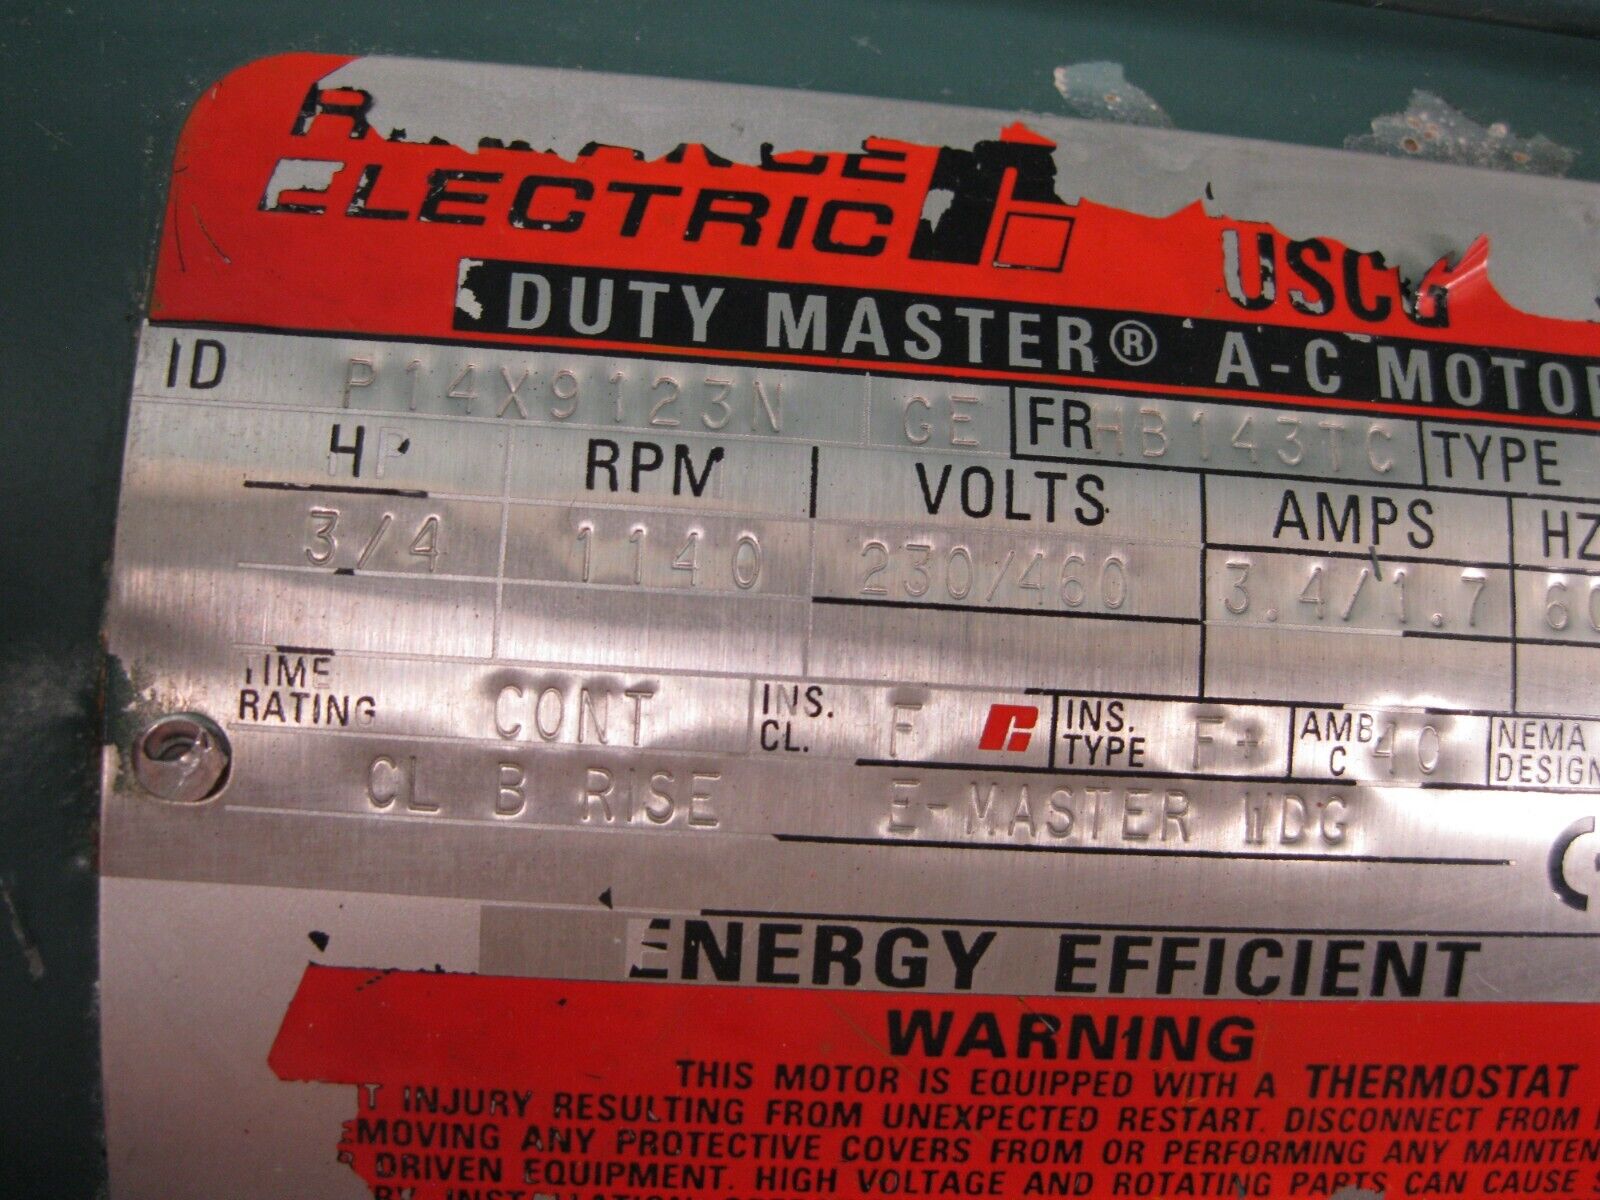 ELECTRIC
USCG
DUTY MASTER® A-C MOTOR
ID P14X9123N GE FR HB143TC TYPE
HP RPM VOLTS AMPS HZ
3/4 1140 230/460 3.4/1.7 60
TIME RATING CONT INS. CL. F INS. TYPE F+ AMB C 40 NEMA DESIGN
CL B RISE E-MASTER WDG
ENERGY EFFICIENT
WARNING
THIS MOTOR IS EQUIPPED WITH A THERMOSTAT
T INJURY RESULTING FROM UNEXPECTED RESTART. DISCONNECT FROM
EMOVING ANY PROTECTIVE COVERS FROM OR PERFORMING ANY MAINTEN
DRIVEN EQUIPMENT. HIGH VOLTAGE AND ROTATING PARTS CAN CAUSE S